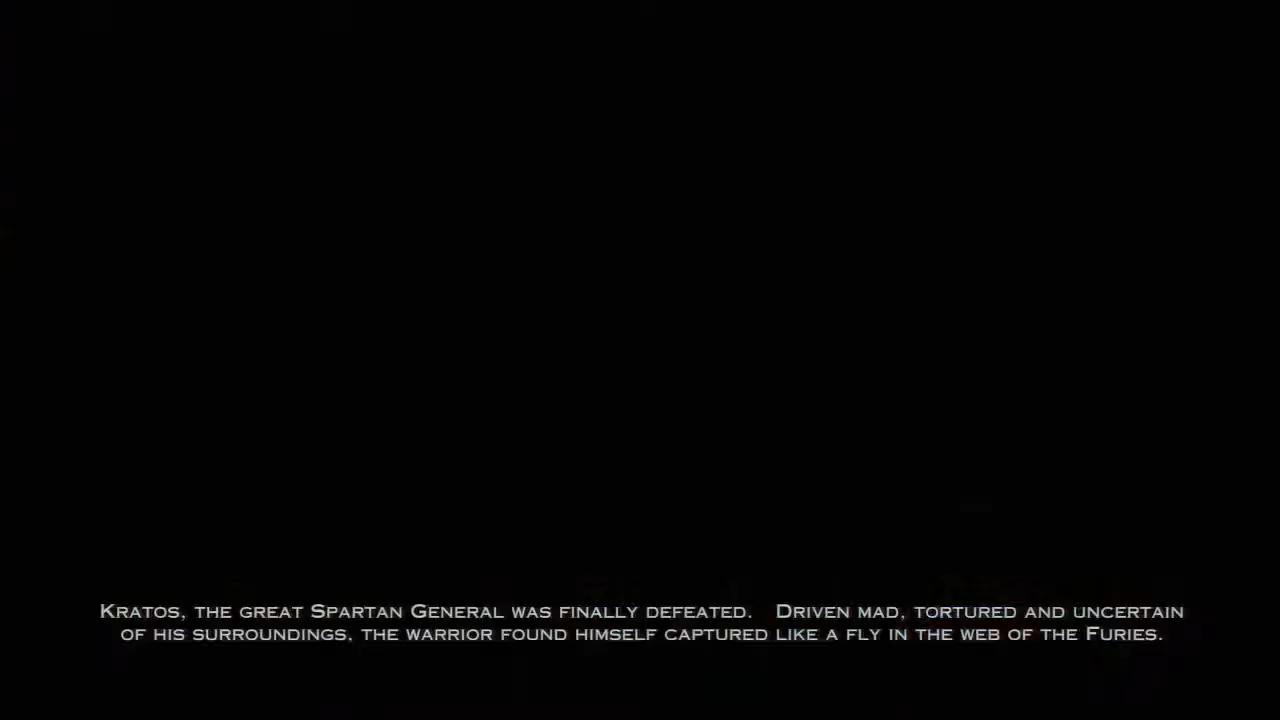 Kratos, the great Spartan General was finally defeated.   Driven mad, tortured and uncertain
of his surroundings, the warrior found himself captured like a fly in the web of the Furies.